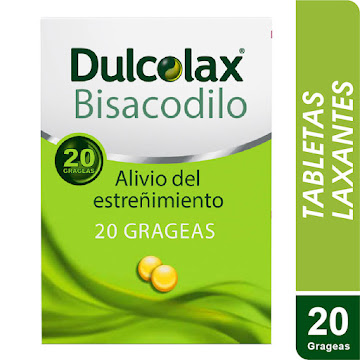 Dulcolax®
Bisacodilo
20
GRAGEAS
Alivio del
estreñimiento
20 GRAGEAS
TABLETAS
LAXANTES
20
Grageas